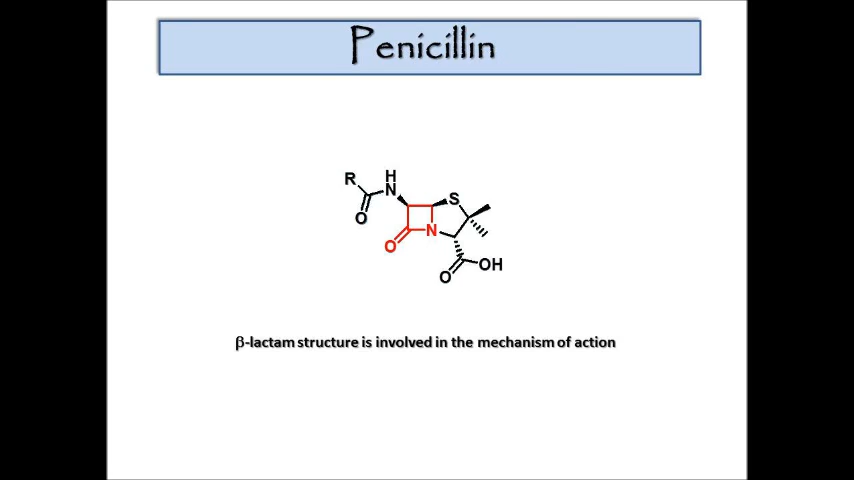 Penicillin
R
H
N
S
O
N
O
OH
O
β-lactam structure is involved in the mechanism of action